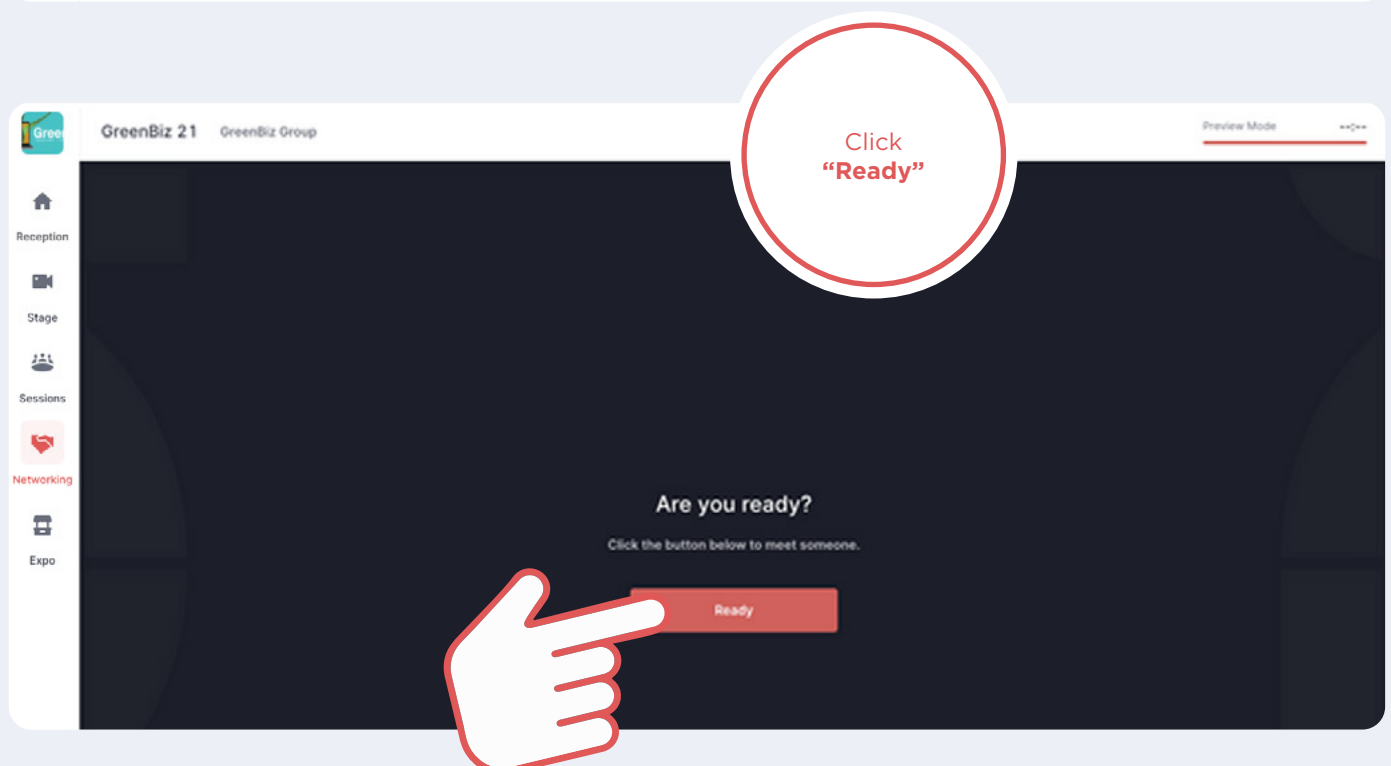 Click
“Ready”
Gree
GreenBiz 21 GreenBiz Group
Preview Mode --:--
Reception
Stage
Sessions
Networking
Expo
Are you ready?
Click the button below to meet someone.
Ready